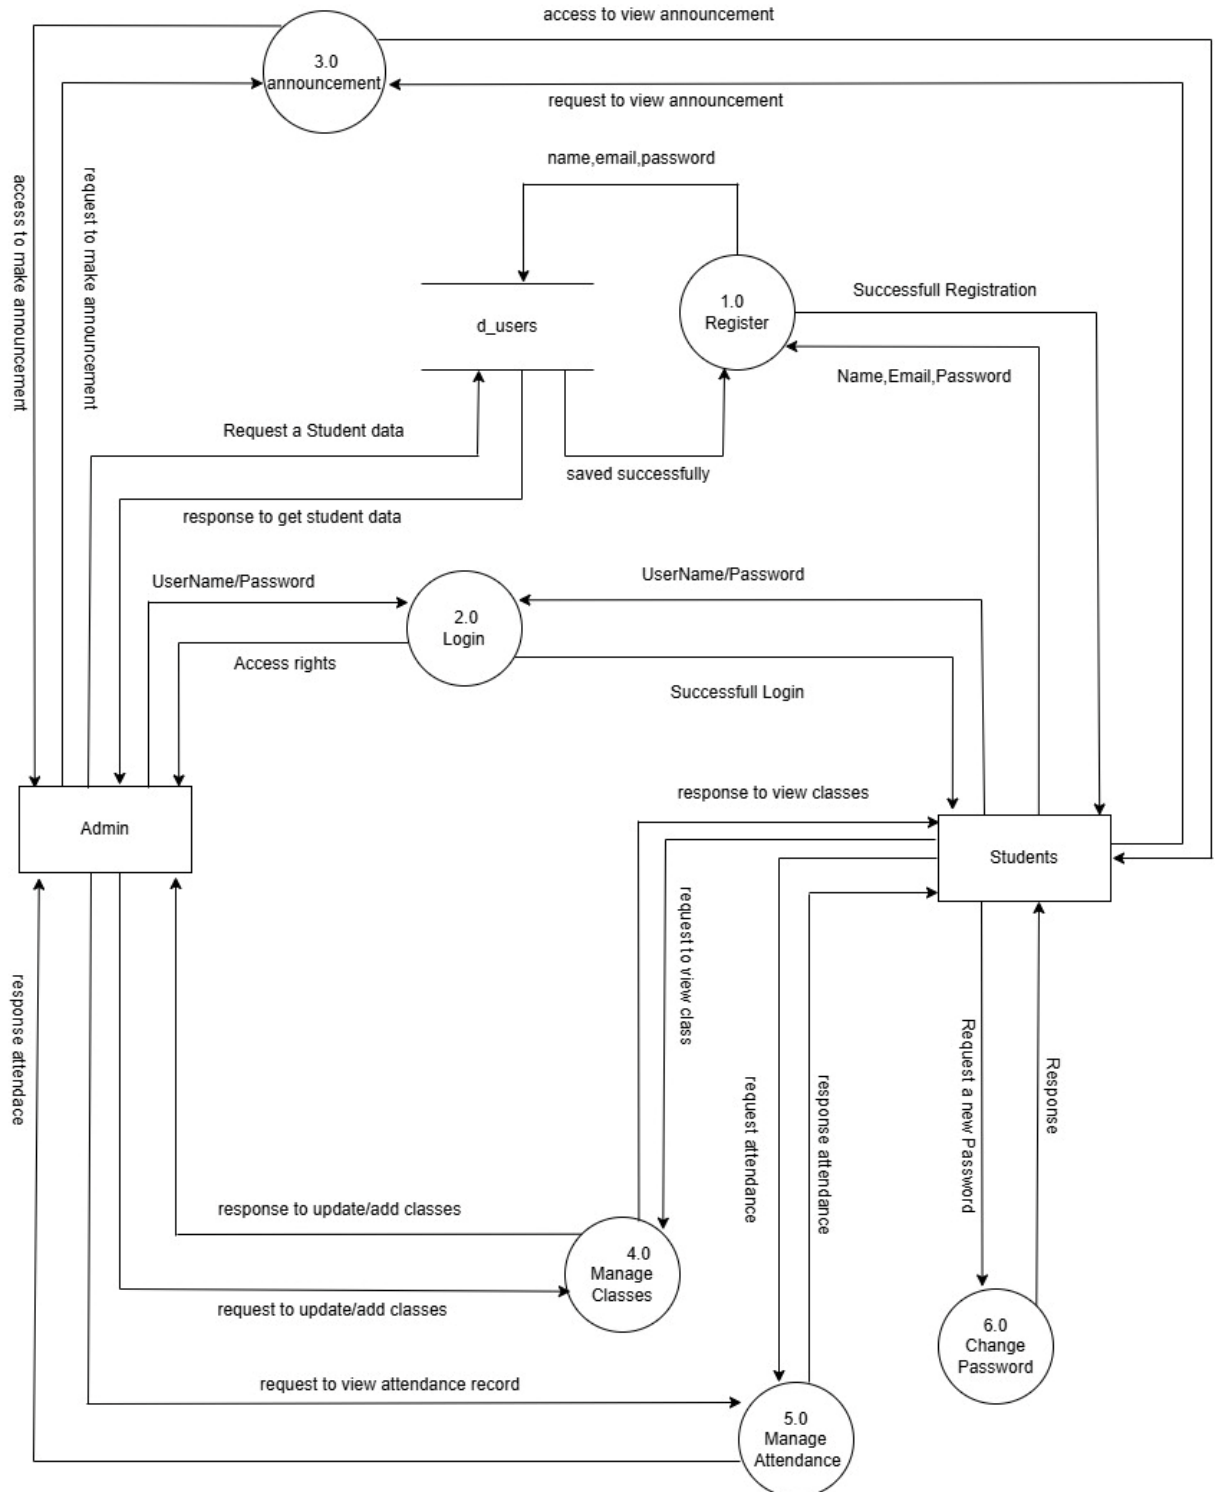 access to view announcement
3.0
announcement
request to view announcement
name,email,password
access to make announcement
request to make announcement
1.0
Register
Successfull Registration
d_users
Name,Email,Password
Request a Student data
saved successfully
response to get student data
UserName/Password
UserName/Password
2.0
Login
Access rights
Successfull Login
response to view classes
Admin
Students
request to view class
response attendace
Request a new Password
Response
request attendance
response attendance
response to update/add classes
4.0
Manage
Classes
request to update/add classes
6.0
Change
Password
request to view attendance record
5.0
Manage
Attendance